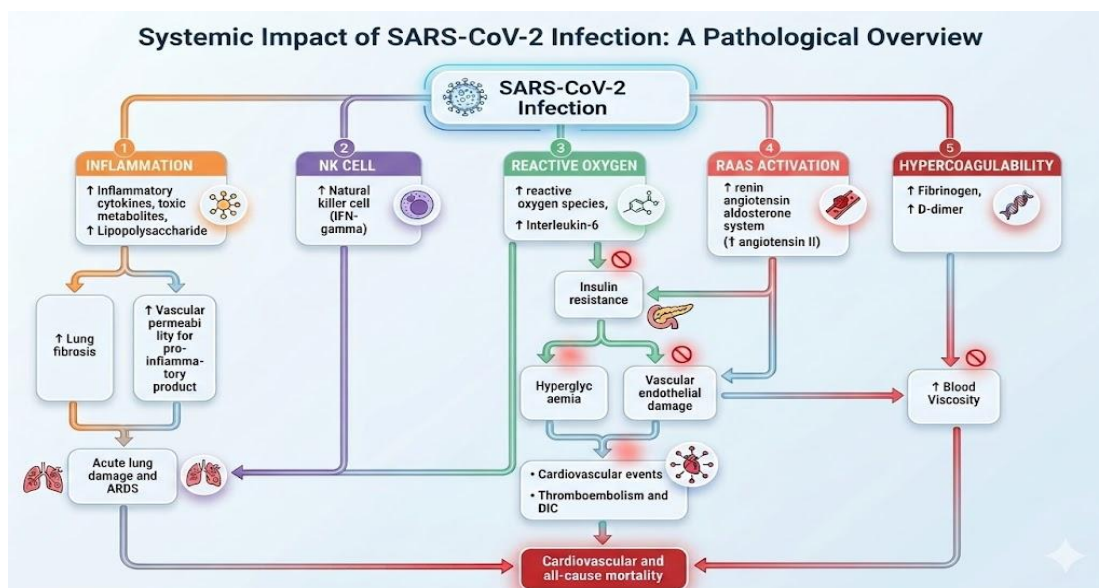 Systemic Impact of SARS-CoV-2 Infection: A Pathological Overview
SARS-CoV-2
Infection
1
INFLAMMATION
↑ Inflammatory
cytokines, toxic
metabolites,
↑ Lipopolysaccharide
2
NK CELL
↑ Natural
killer cell
(IFN-
gamma)
3
REACTIVE OXYGEN
↑ reactive
oxygen species,
↑ Interleukin-6
4
RAAS ACTIVATION
↑ renin
angiotensin
aldosterone
system
(↑ angiotensin II)
5
HYPERCOAGULABILITY
↑ Fibrinogen,
↑ D-dimer
↑ Lung
fibrosis
↑ Vascular
permeabi
lity for
pro-
inflamma-
tory
product
Insulin
resistance
Hyperglyc
aemia
Vascular
endothelial
damage
↑ Blood
Viscosity
Acute lung
damage and
ARDS
• Cardiovascular events
• Thromboembolism and
DIC
Cardiovascular and
all-cause mortality